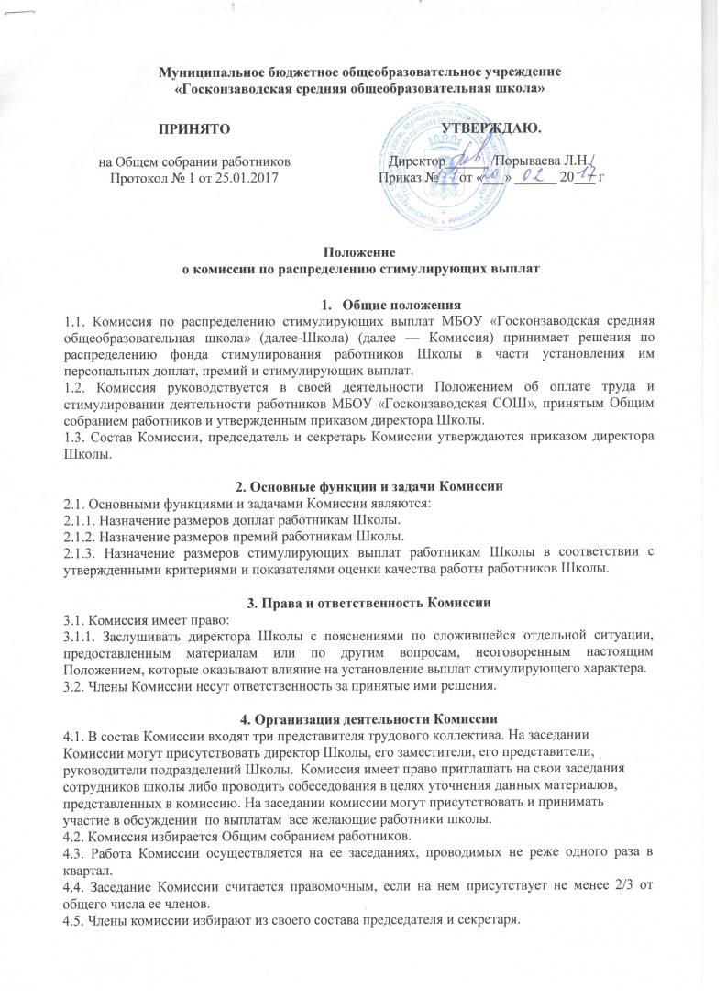 Муниципальное бюджетное общеобразовательное учреждение
«Госконзаводская средняя общеобразовательная школа»
ПРИНЯТО
УТВЕРЖДАЮ.
на Общем собрании работников
Директор /Порываева Л.Н./
Протокол № 1 от 25.01.2017
Приказ № от «20» 02 2017 г
Положение
о комиссии по распределению стимулирующих выплат
1. Общие положения
1.1. Комиссия по распределению стимулирующих выплат МБОУ «Госконзаводская средняя
общеобразовательная школа» (далее-Школа) (далее — Комиссия) принимает решения по
распределению фонда стимулирования работников Школы в части установления им
персональных доплат, премий и стимулирующих выплат.
1.2. Комиссия руководствуется в своей деятельности Положением об оплате труда и
стимулировании деятельности работников МБОУ «Госконзаводская СОШ», принятым Общим
собранием работников и утвержденным приказом директора Школы.
1.3. Состав Комиссии, председатель и секретарь Комиссии утверждаются приказом директора
Школы.
2. Основные функции и задачи Комиссии
2.1. Основными функциями и задачами Комиссии являются:
2.1.1. Назначение размеров доплат работникам Школы.
2.1.2. Назначение размеров премий работникам Школы.
2.1.3. Назначение размеров стимулирующих выплат работникам Школы в соответствии с
утвержденными критериями и показателями оценки качества работы работников Школы.
3. Права и ответственность Комиссии
3.1. Комиссия имеет право:
3.1.1. Заслушивать директора Школы с пояснениями по сложившейся отдельной ситуации,
предоставленным материалам или по другим вопросам, неоговоренным настоящим
Положением, которые оказывают влияние на установление выплат стимулирующего характера.
3.2. Члены Комиссии несут ответственность за принятые ими решения.
4. Организация деятельности Комиссии
4.1. В состав Комиссии входят три представителя трудового коллектива. На заседании
Комиссии могут присутствовать директор Школы, его заместители, его представители,
руководители подразделений Школы. Комиссия имеет право приглашать на свои заседания
сотрудников школы либо проводить собеседования в целях уточнения данных материалов,
представленных в комиссию. На заседании комиссии могут присутствовать и принимать
участие в обсуждении по выплатам все желающие работники школы.
4.2. Комиссия избирается Общим собранием работников.
4.3. Работа Комиссии осуществляется на ее заседаниях, проводимых не реже одного раза в
квартал.
4.4. Заседание Комиссии считается правомочным, если на нем присутствует не менее 2/3 от
общего числа ее членов.
4.5. Члены комиссии избирают из своего состава председателя и секретаря.